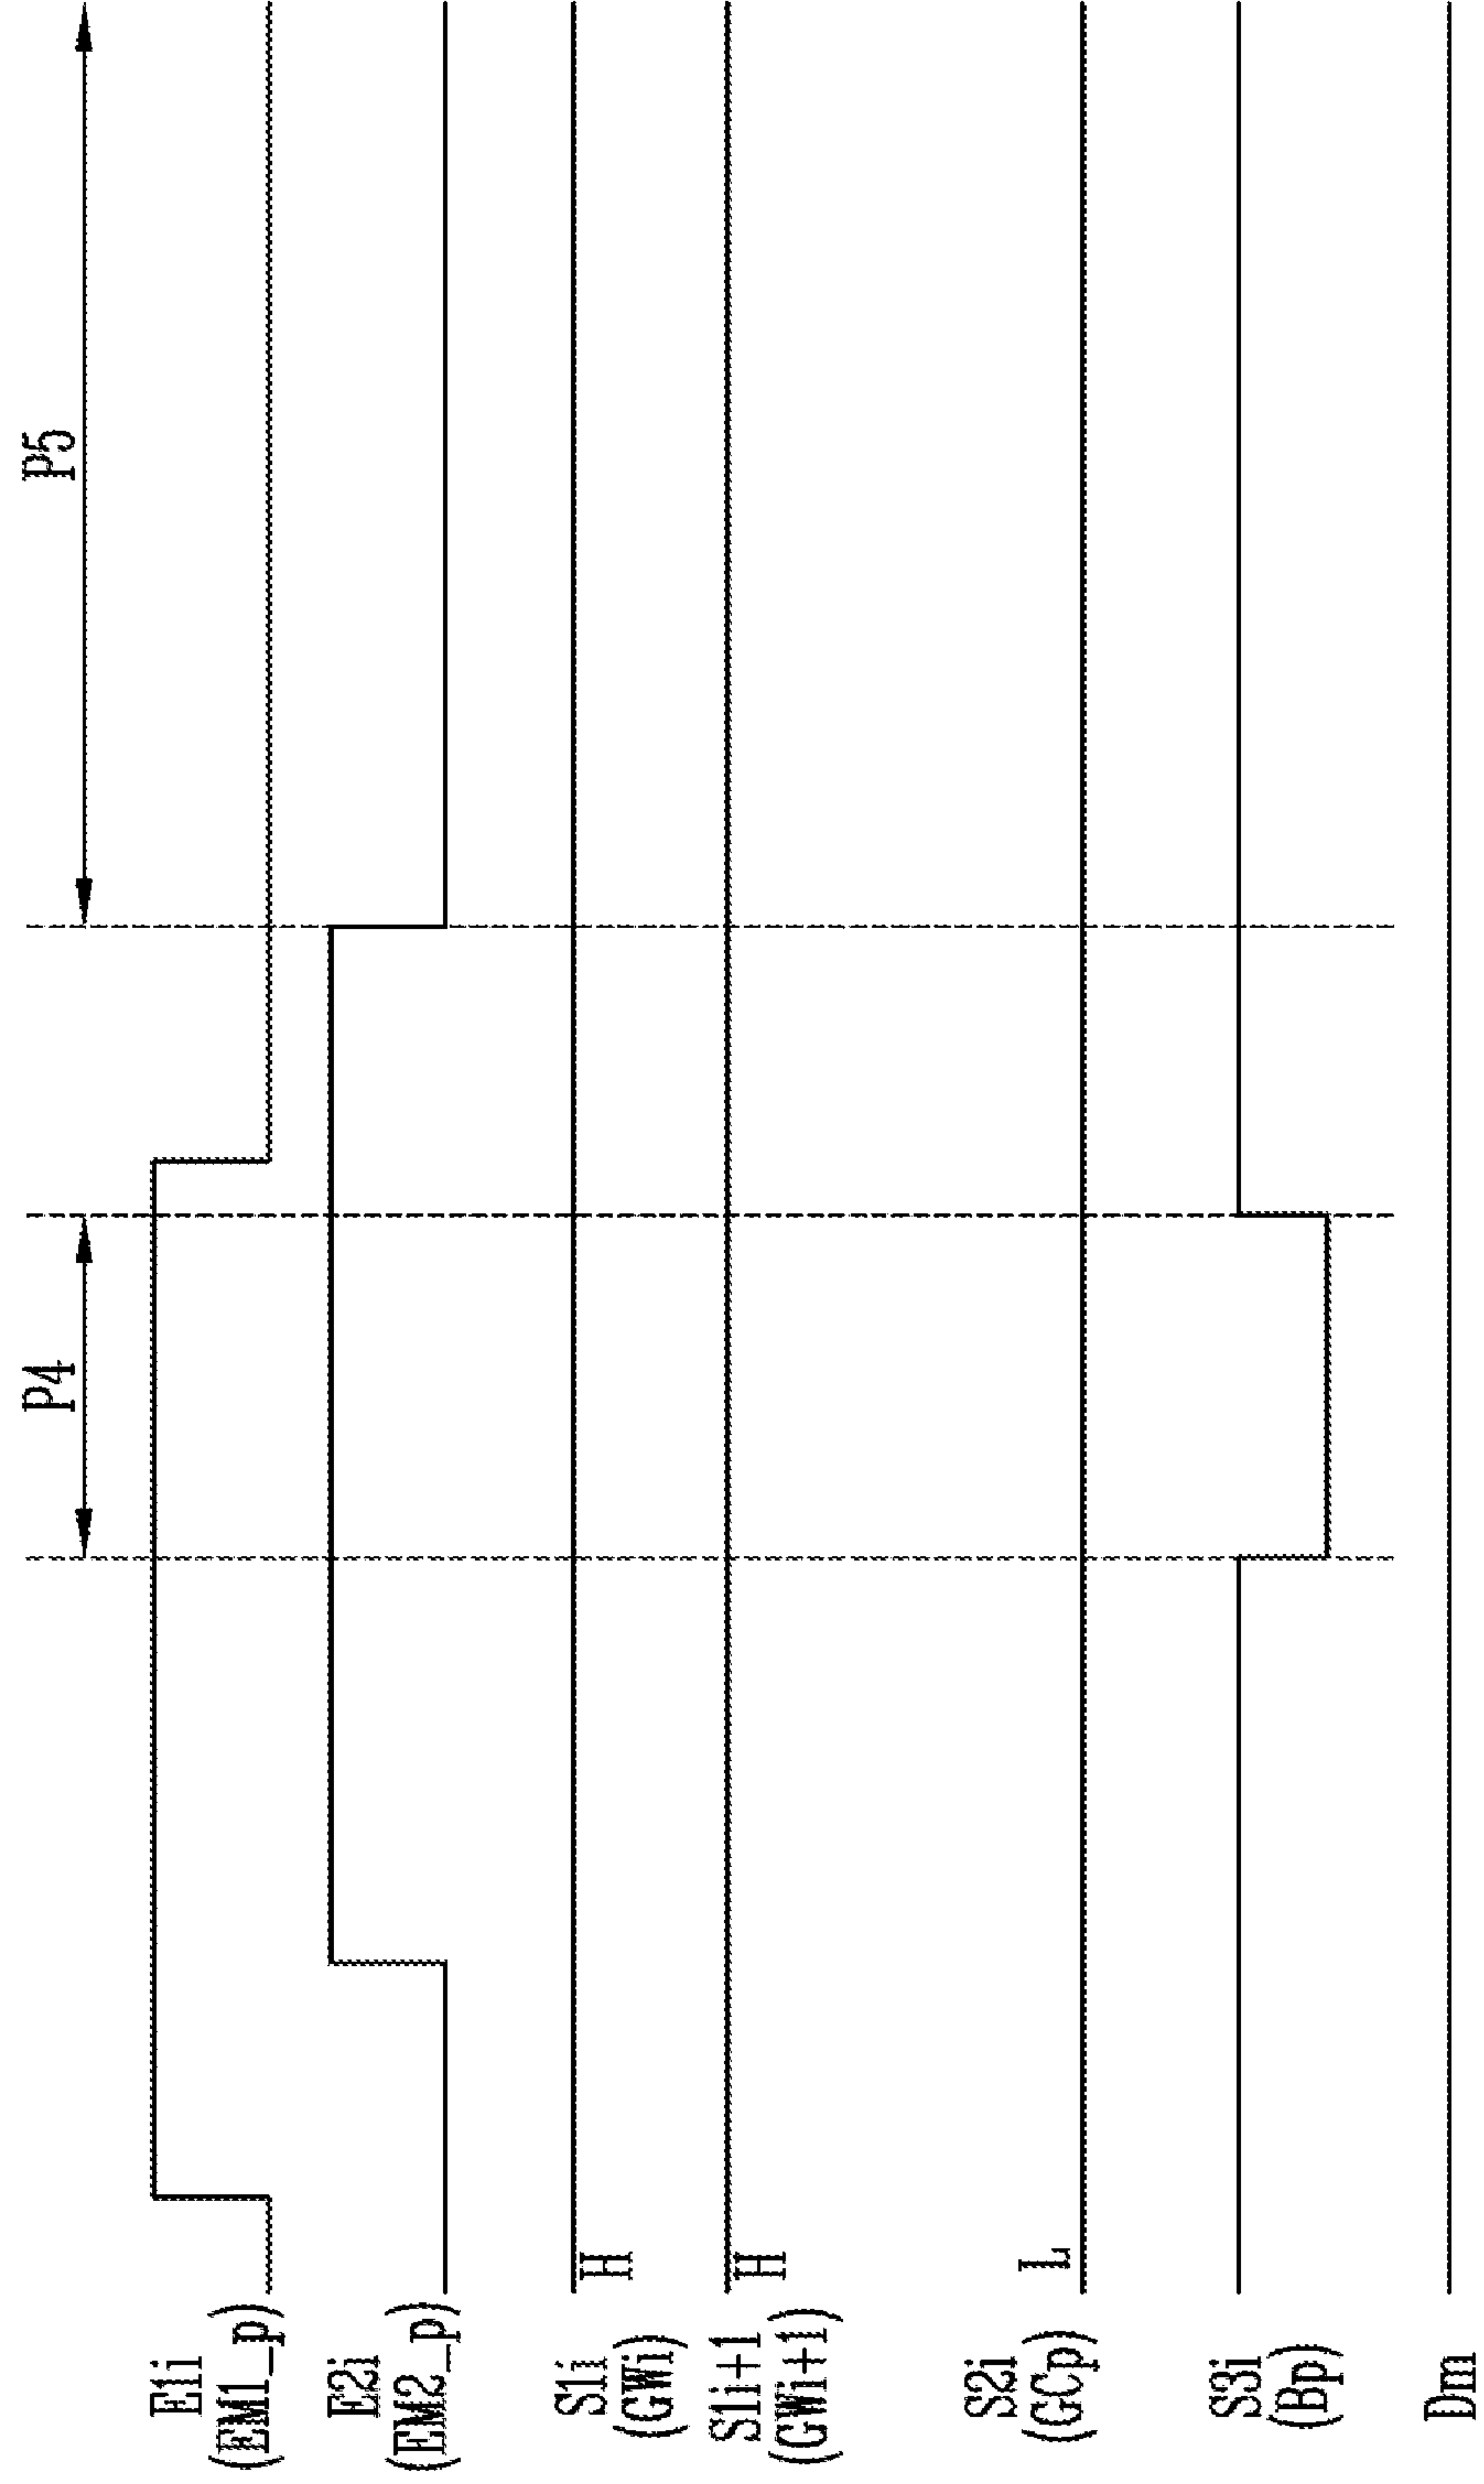 P4
P5
E1i
(EM1_p)
E2i
(EM2_p)
S1i
(GWi)
H
S1i+1
(GWi+1)
H
S2i
(GCp)
L
S3i
(Bp)
Dm